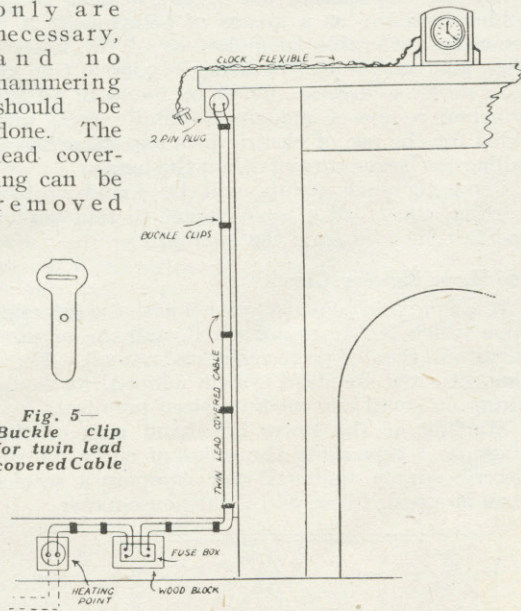 only are
necessary,
and no
hammering
should be
done. The
lead cover-
ing can be
removed
CLOCK FLEXIBLE
2 PIN PLUG
BUCKLE CLIPS
TWIN LEAD COVERED CABLE
Fig. 5—
Buckle clip
for twin lead
covered Cable
FUSE BOX
HEATING
POINT
WOOD BLOCK